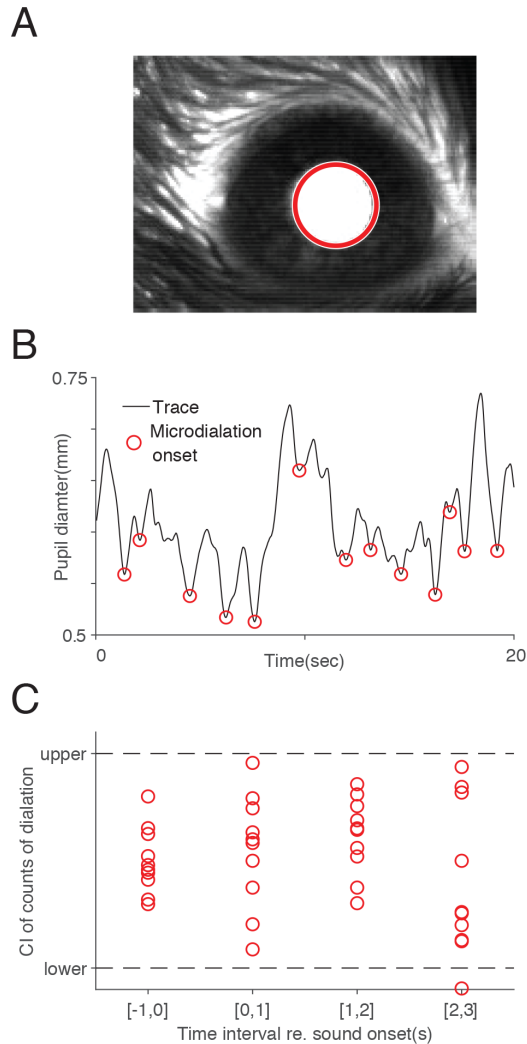 A
B
0.75
Trace
Microdialation
onset
Pupil diamter(mm)
0.5
0
20
Time(sec)
C
upper
CI of counts of dialation
lower
[-1,0]
[0,1]
[1,2]
[2,3]
Time interval re. sound onset(s)